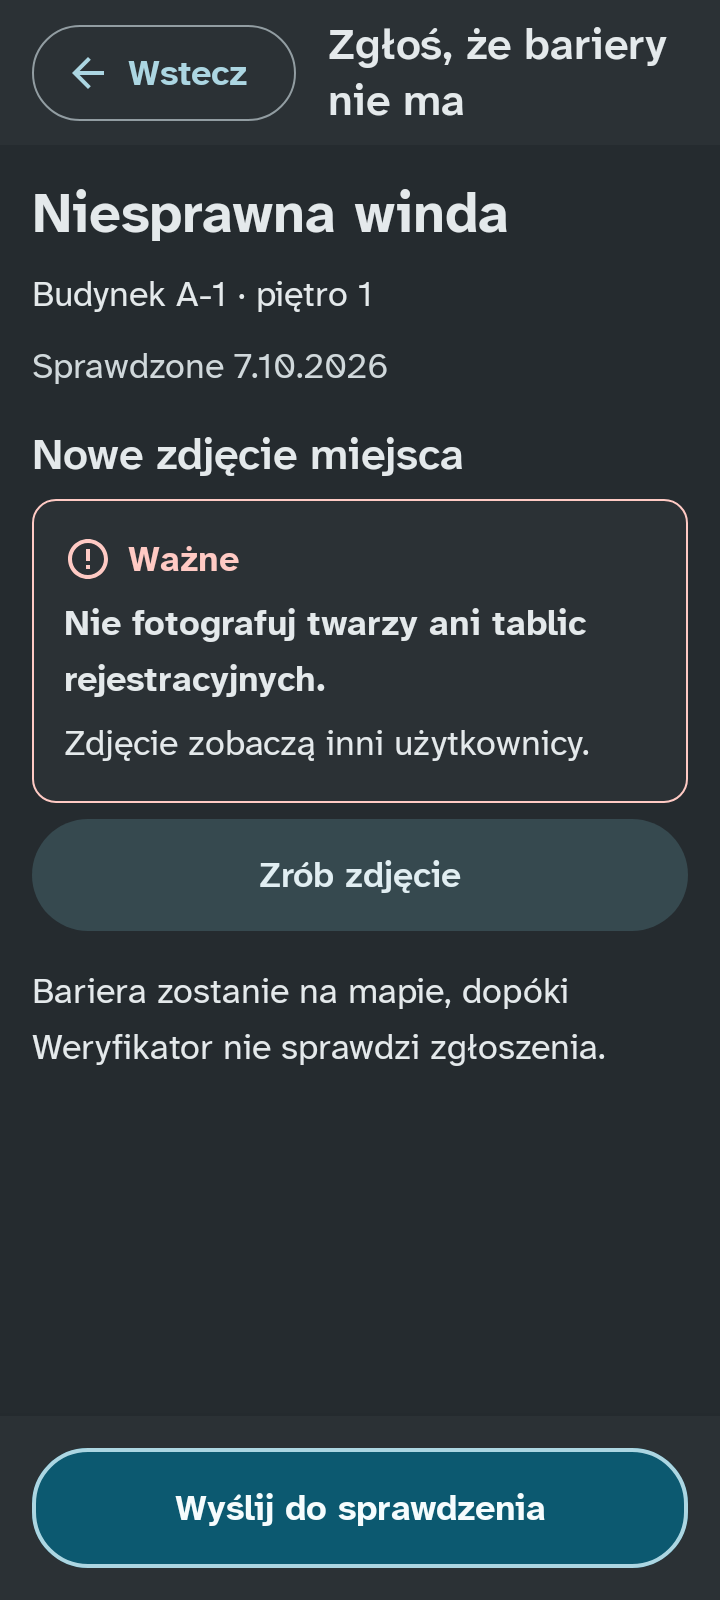 Wstecz
Zgłoś, że bariery
nie ma
Niesprawna winda
Budynek A-1 · piętro 1
Sprawdzone 7.10.2026
Nowe zdjęcie miejsca
Ważne
Nie fotografuj twarzy ani tablic
rejestracyjnych.
Zdjęcie zobaczą inni użytkownicy.
Zrób zdjęcie
Bariera zostanie na mapie, dopóki
Weryfikator nie sprawdzi zgłoszenia.
Wyślij do sprawdzenia